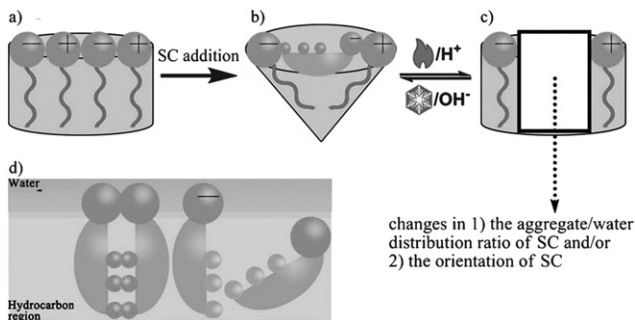 a)
b)
c)
SC addition
/H⁺
/OH⁻
changes in 1) the aggregate/water
distribution ratio of SC and/or
2) the orientation of SC
d)
Water
Hydrocarbon
region